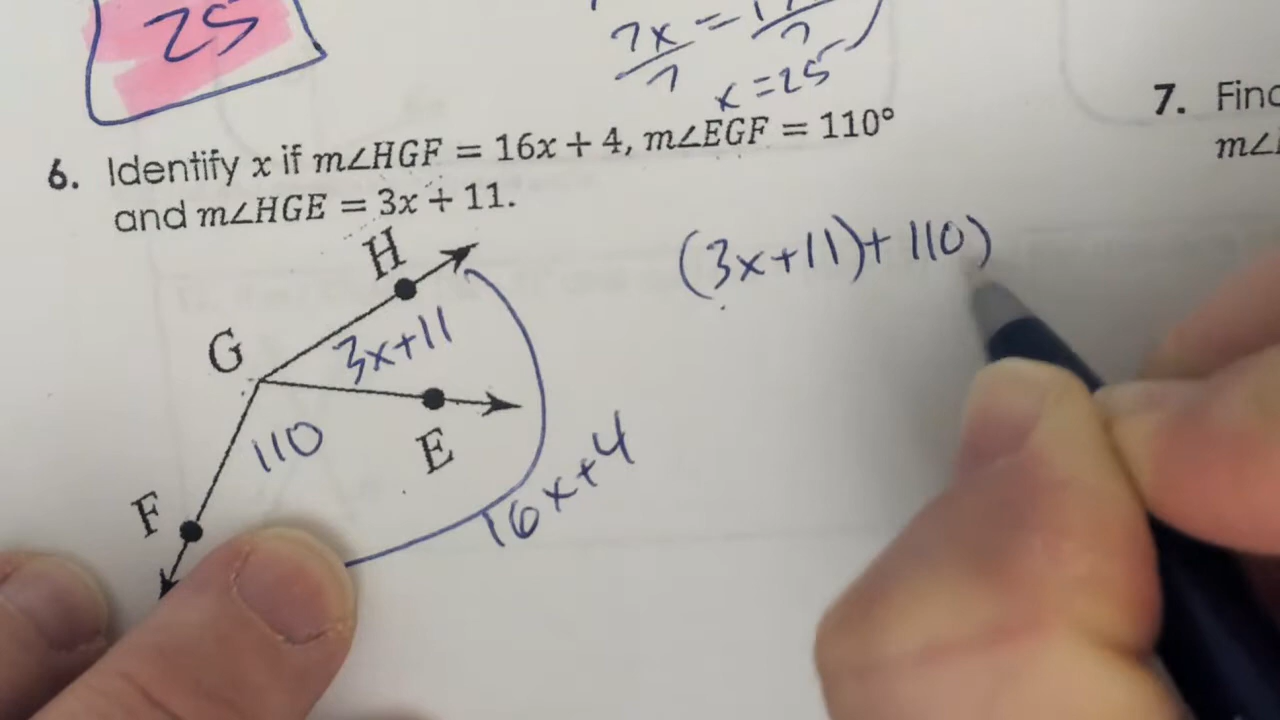 25
7x = 
7
x = 25
7. Find
m∠
6. Identify x if m∠HGF = 16x + 4, m∠EGF = 110°
and m∠HGE = 3x + 11.
(3x+11)+110)
H
G
3x+11
E
110
F
16x+4